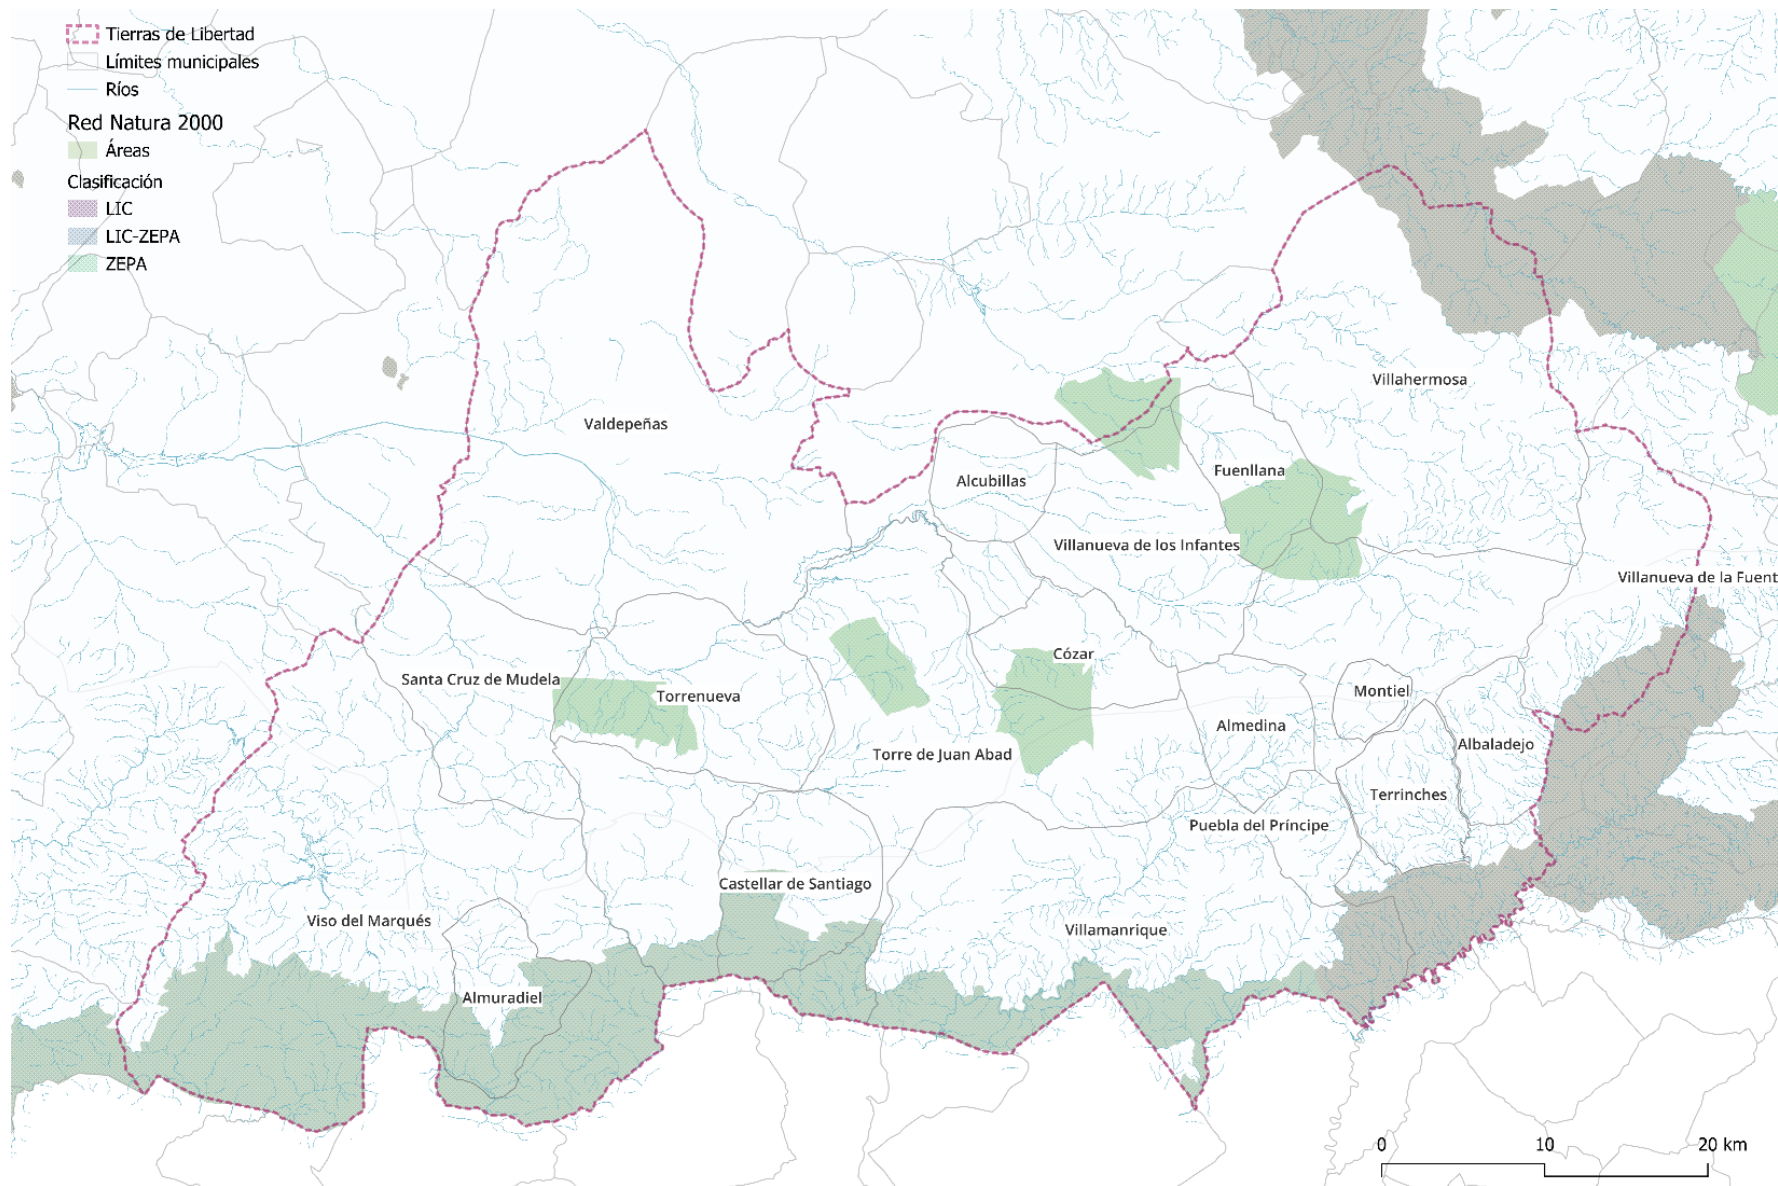 Tierras de Libertad
Límites municipales
Ríos
Red Natura 2000
Áreas
Clasificación
LIC
LIC-ZEPA
ZEPA
Villahermosa
Valdepeñas
Fuenllana
Alcubillas
Villanueva de los Infantes
Villanueva de la Fuent
Cózar
Santa Cruz de Mudela
Torrenueva
Montiel
Almedina
Albaladejo
Torre de Juan Abad
Terrinches
Puebla del Príncipe
Castellar de Santiago
Viso del Marqués
Villamanrique
Almuradiel
0 10 20 km